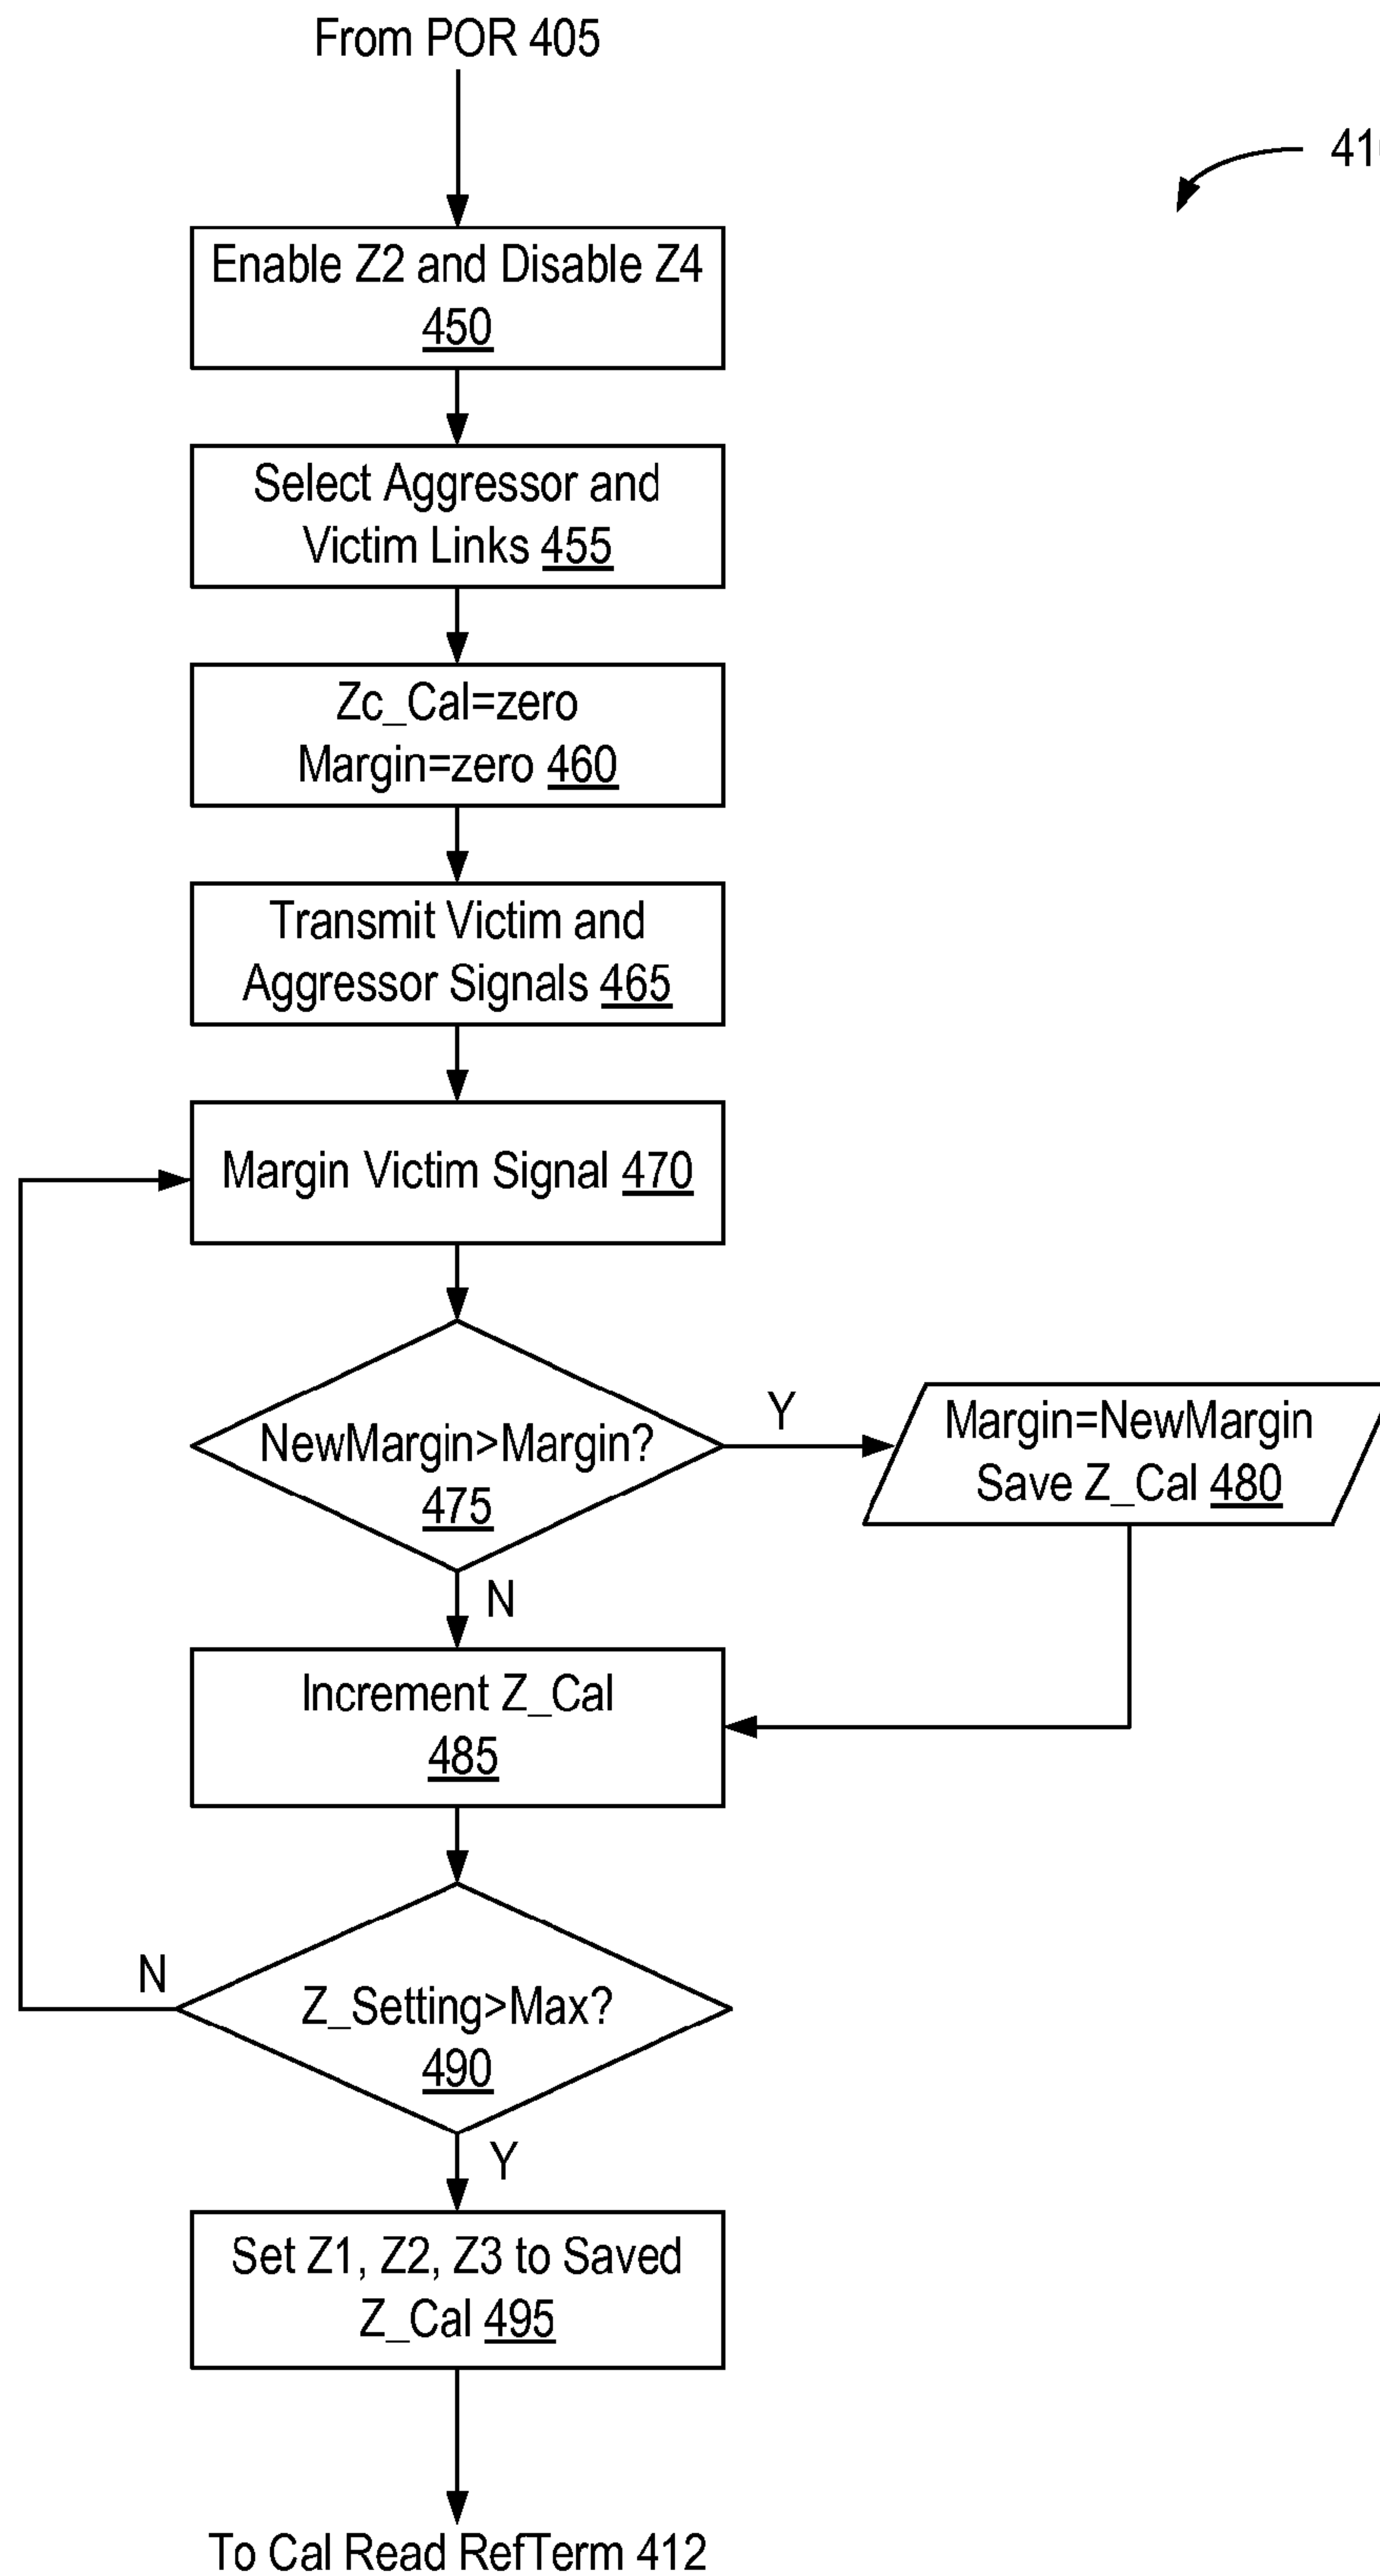 From POR 405
Enable Z2 and Disable Z4
450
Select Aggressor and
Victim Links 455
Zc_Cal=zero
Margin=zero 460
Transmit Victim and
Aggressor Signals 465
Margin Victim Signal 470
NewMargin>Margin?
475
Y
Margin=NewMargin
Save Z_Cal 480
N
Increment Z_Cal
485
N
Z_Setting>Max?
490
Y
Set Z1, Z2, Z3 to Saved
Z_Cal 495
To Cal Read RefTerm 412